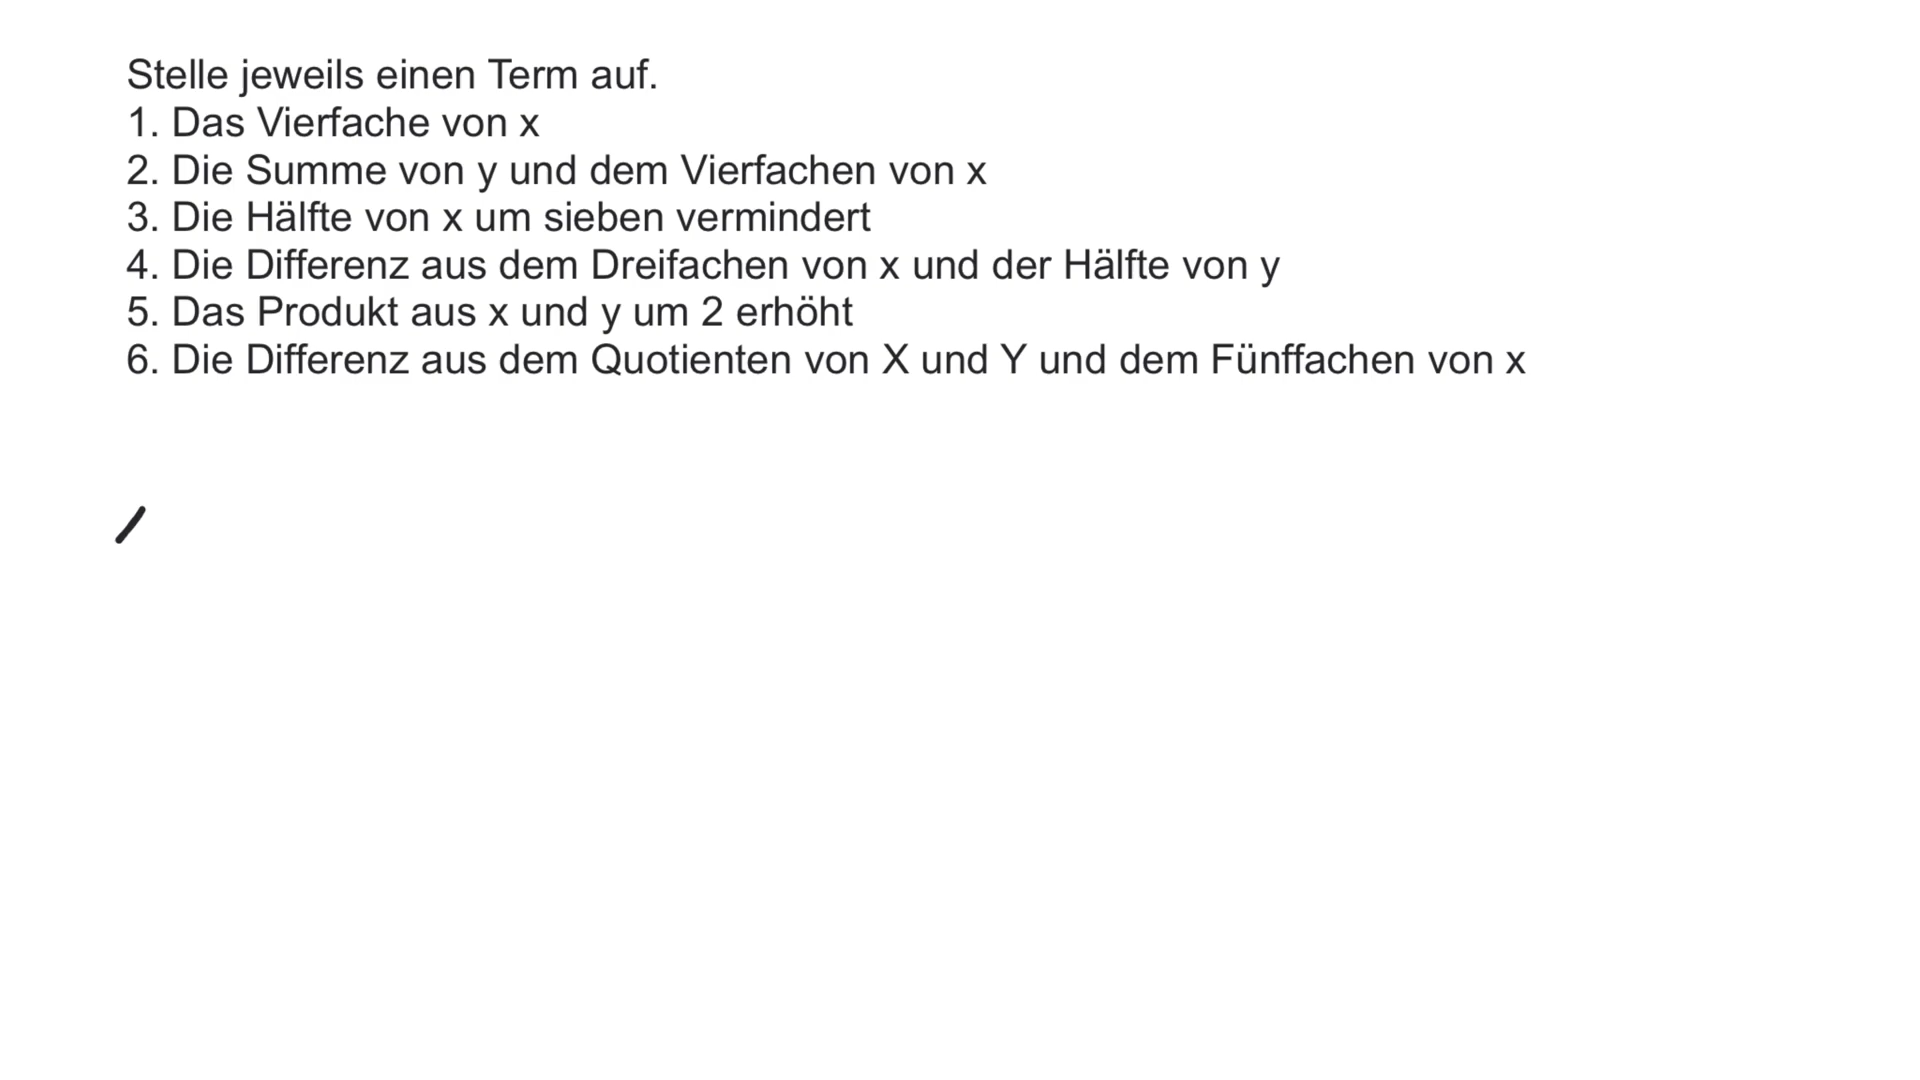 Stelle jeweils einen Term auf.
1. Das Vierfache von x
2. Die Summe von y und dem Vierfachen von x
3. Die Hälfte von x um sieben vermindert
4. Die Differenz aus dem Dreifachen von x und der Hälfte von y
5. Das Produkt aus x und y um 2 erhöht
6. Die Differenz aus dem Quotienten von X und Y und dem Fünffachen von x